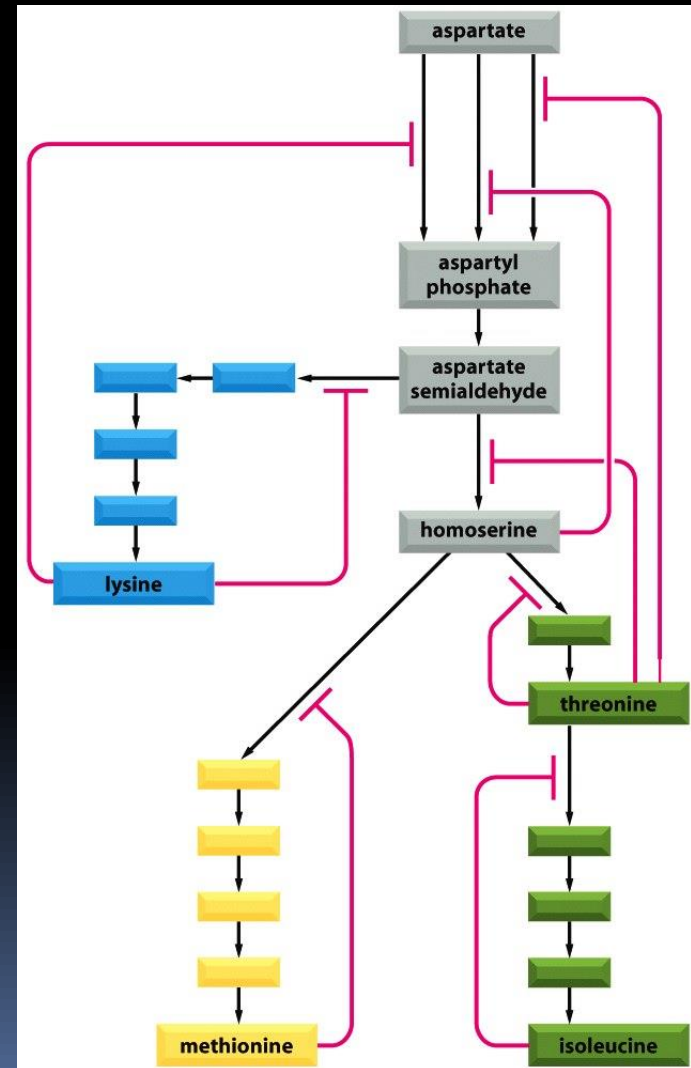 aspartate
aspartyl
phosphate
aspartate
semialdehyde
homoserine
lysine
threonine
methionine
isoleucine